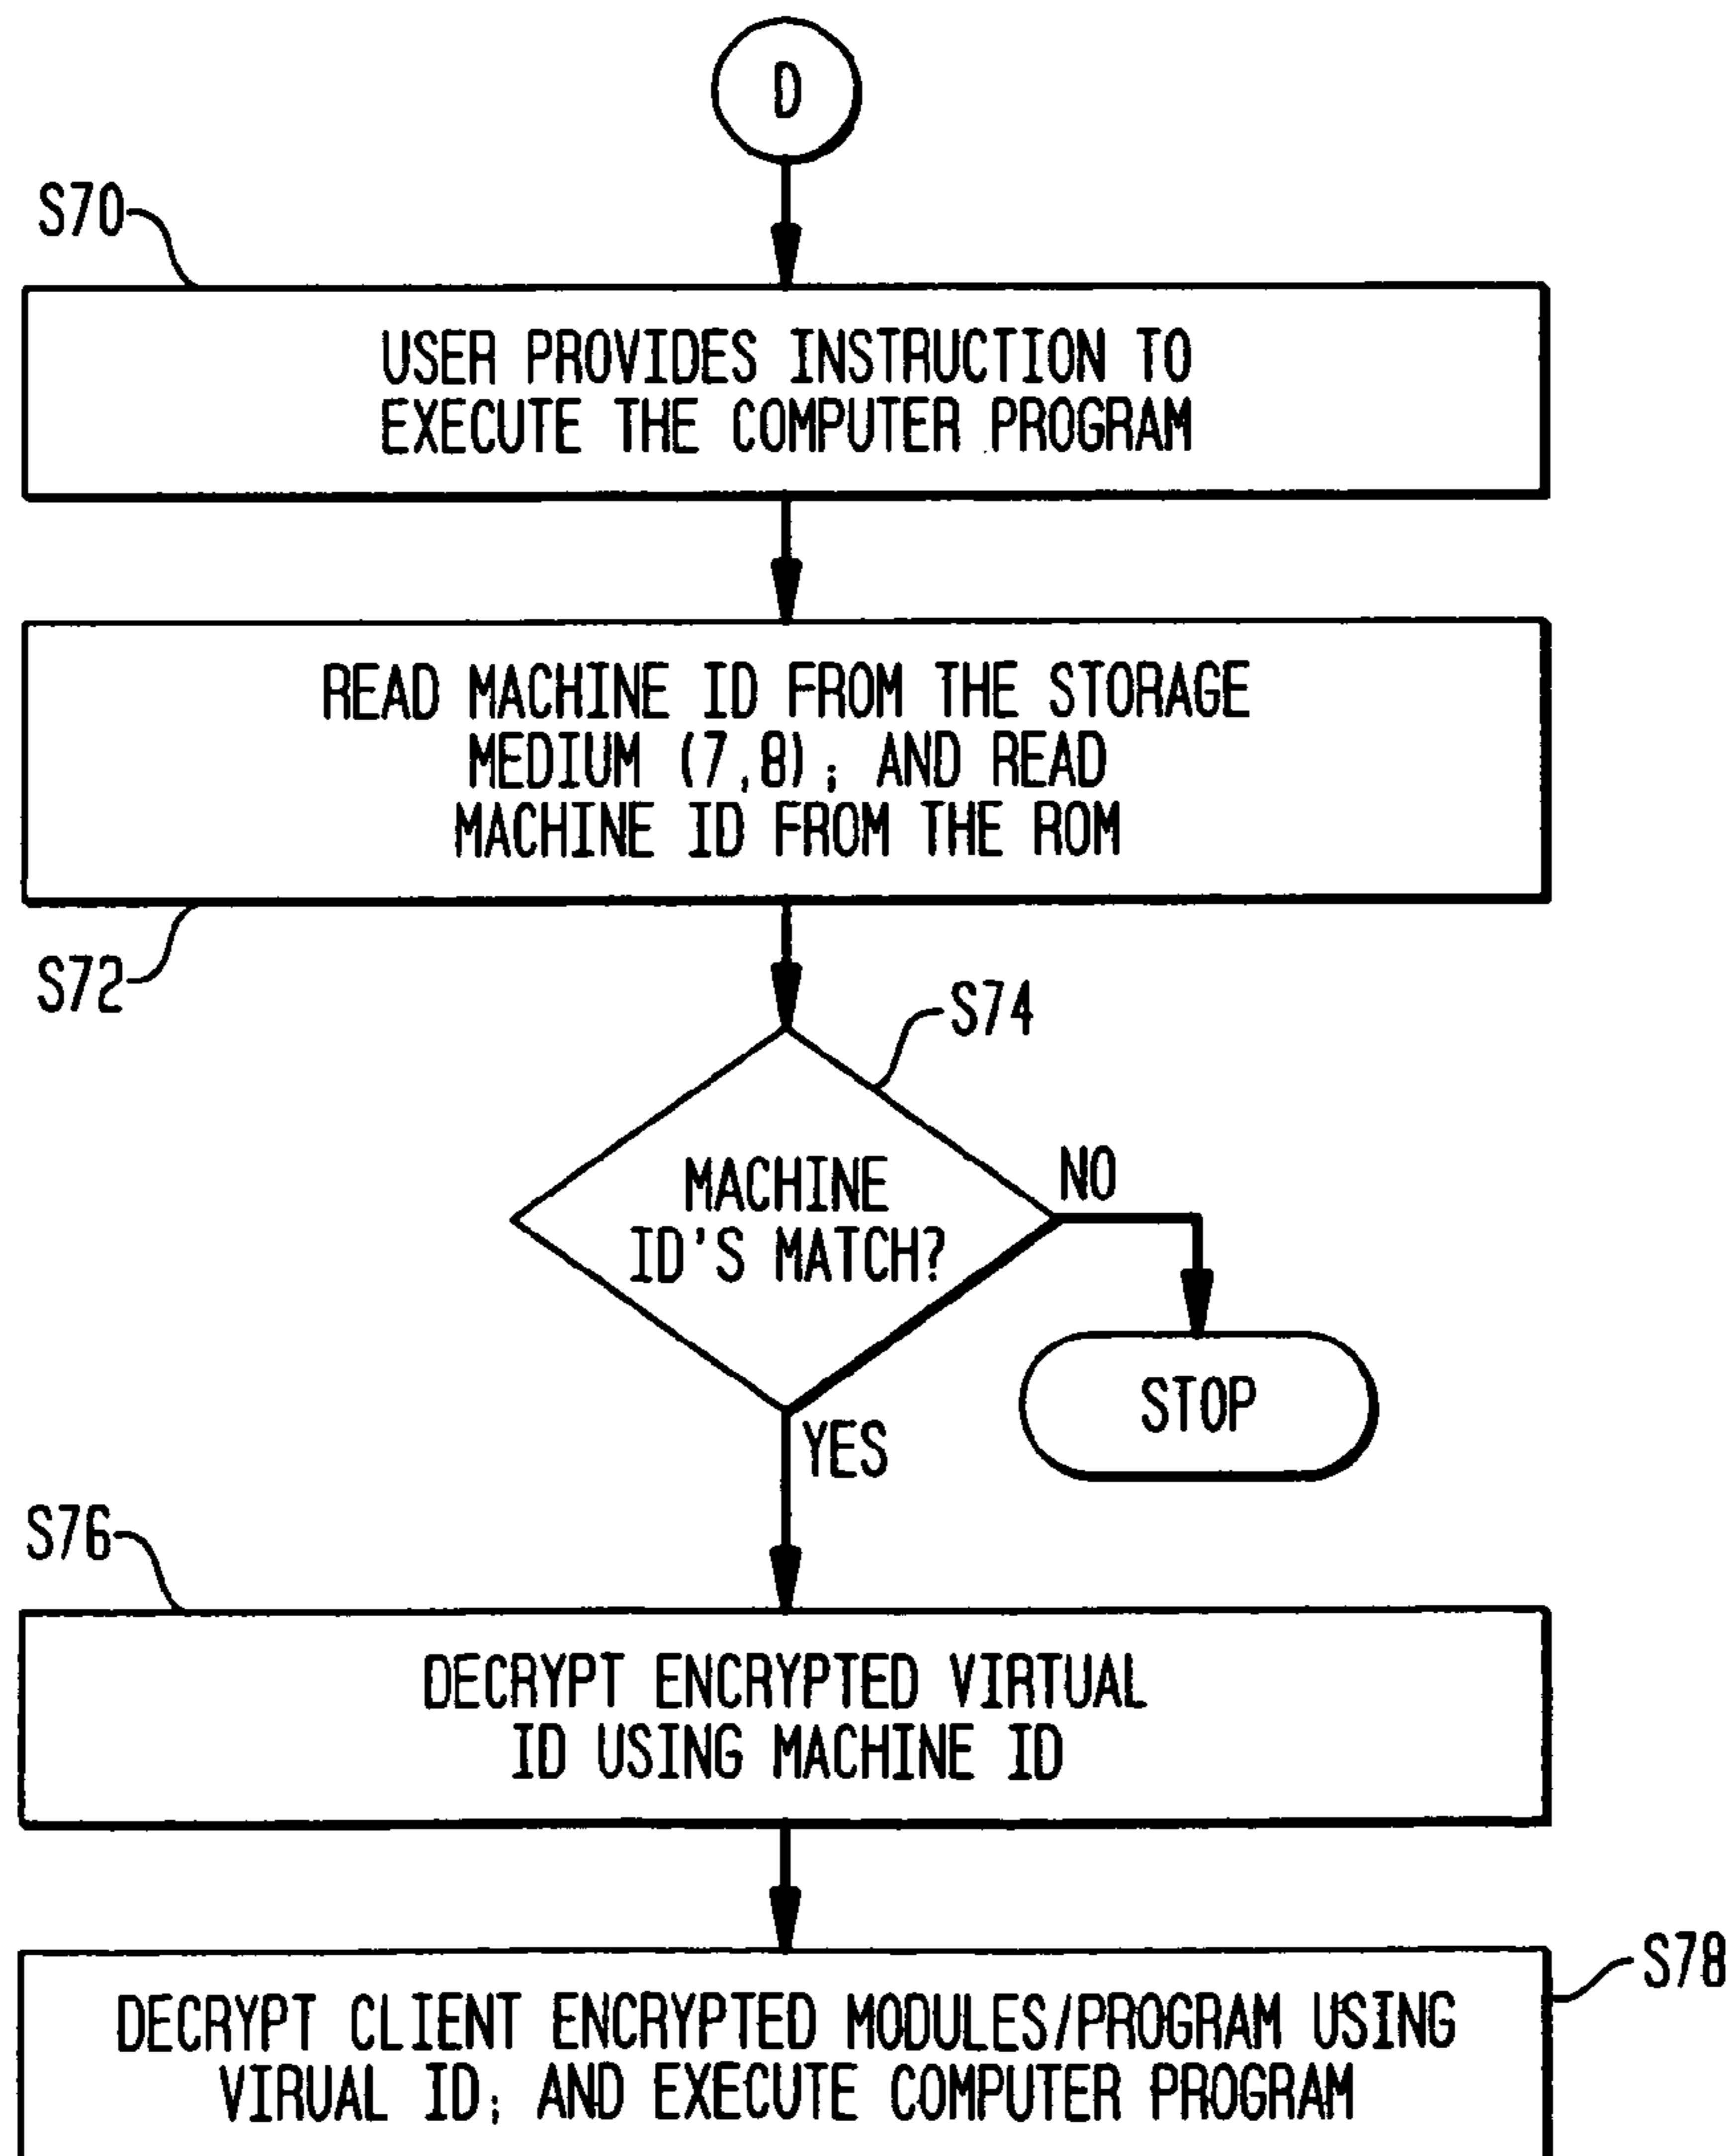 D
S70
USER PROVIDES INSTRUCTION TO
EXECUTE THE COMPUTER PROGRAM
READ MACHINE ID FROM THE STORAGE
MEDIUM (7,8); AND READ
MACHINE ID FROM THE ROM
S72
S74
MACHINE
ID'S MATCH?
NO
STOP
YES
S76
DECRYPT ENCRYPTED VIRTUAL
ID USING MACHINE ID
S78
DECRYPT CLIENT ENCRYPTED MODULES/PROGRAM USING
VIRUAL ID; AND EXECUTE COMPUTER PROGRAM